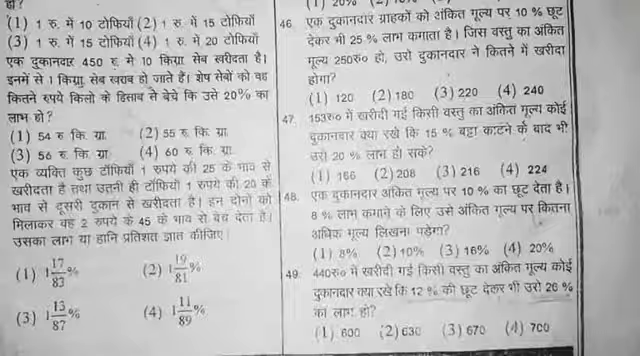 हो?
(1) 1 रु. में 10 टोफियाँ (2) 1 रु. में 15 टोफियाँ
(3) 1 रु. में 15 टोफियाँ (4) 1 रु. में 20 टोफियाँ
एक दुकानदार 450 रु. मे 10 किग्रा सेब खरीदता है।
इनमें से 1 किग्रा सेब खराब हो जाते हैं। शेष सेबों को वह
कितने रुपये किलो के हिसाब से बेचे कि उसे 20% का
लाभ हो?
(1) 54 रु कि. ग्रा. (2) 55 रु कि. ग्रा.
(3) 56 रु कि. ग्रा. (4) 60 रु. कि. ग्रा.
एक व्यक्ति कुछ टॉफियाँ 1 रुपये की 25 के भाव से
खरीदता है तथा उतनी ही टॉफियाँ 1 रुपये की 20 के
भाव से दूसरी दुकान से खरीदता है। इन दोनों को
मिलाकर वह 2 रुपये के 45 के भाव से बेच देता है।
उसका लाभ या हानि प्रतिशत ज्ञात कीजिए।
(1) 1 17/83 % (2) 1 19/81 %
(3) 1 13/87 % (4) 1 11/89 %
46. एक दुकानदार ग्राहकों को अंकित मूल्य पर 10 % छूट
देकर भी 25 % लाभ कमाता है। जिस वस्तु का अंकित
मूल्य 250रु० हो, उसे दुकानदार ने कितने में खरीदा
होगा?
(1) 120 (2) 180 (3) 220 (4) 240
47. 153रु० में खरीदी गई किसी वस्तु का अंकित मूल्य कोई
दुकानदार क्या रखे कि 15 % बट्टा काटने के बाद भी
उसे 20 % लाभ हो सके?
(1) 166 (2) 208 (3) 216 (4) 224
48. एक दुकानदार अंकित मूल्य पर 10 % का छूट देता है।
8 % लाभ कमाने के लिए उसे अंकित मूल्य पर कितना
अधिक मूल्य लिखना पड़ेगा?
(1) 8% (2) 10% (3) 16% (4) 20%
49. 440रु० में खरीदी गई किसी वस्तु का अंकित मूल्य कोई
दुकानदार क्या रखे कि 12 % की छूट देकर भी उसे 26 %
का लाभ हो?
(1) 600 (2) 630 (3) 670 (4) 700